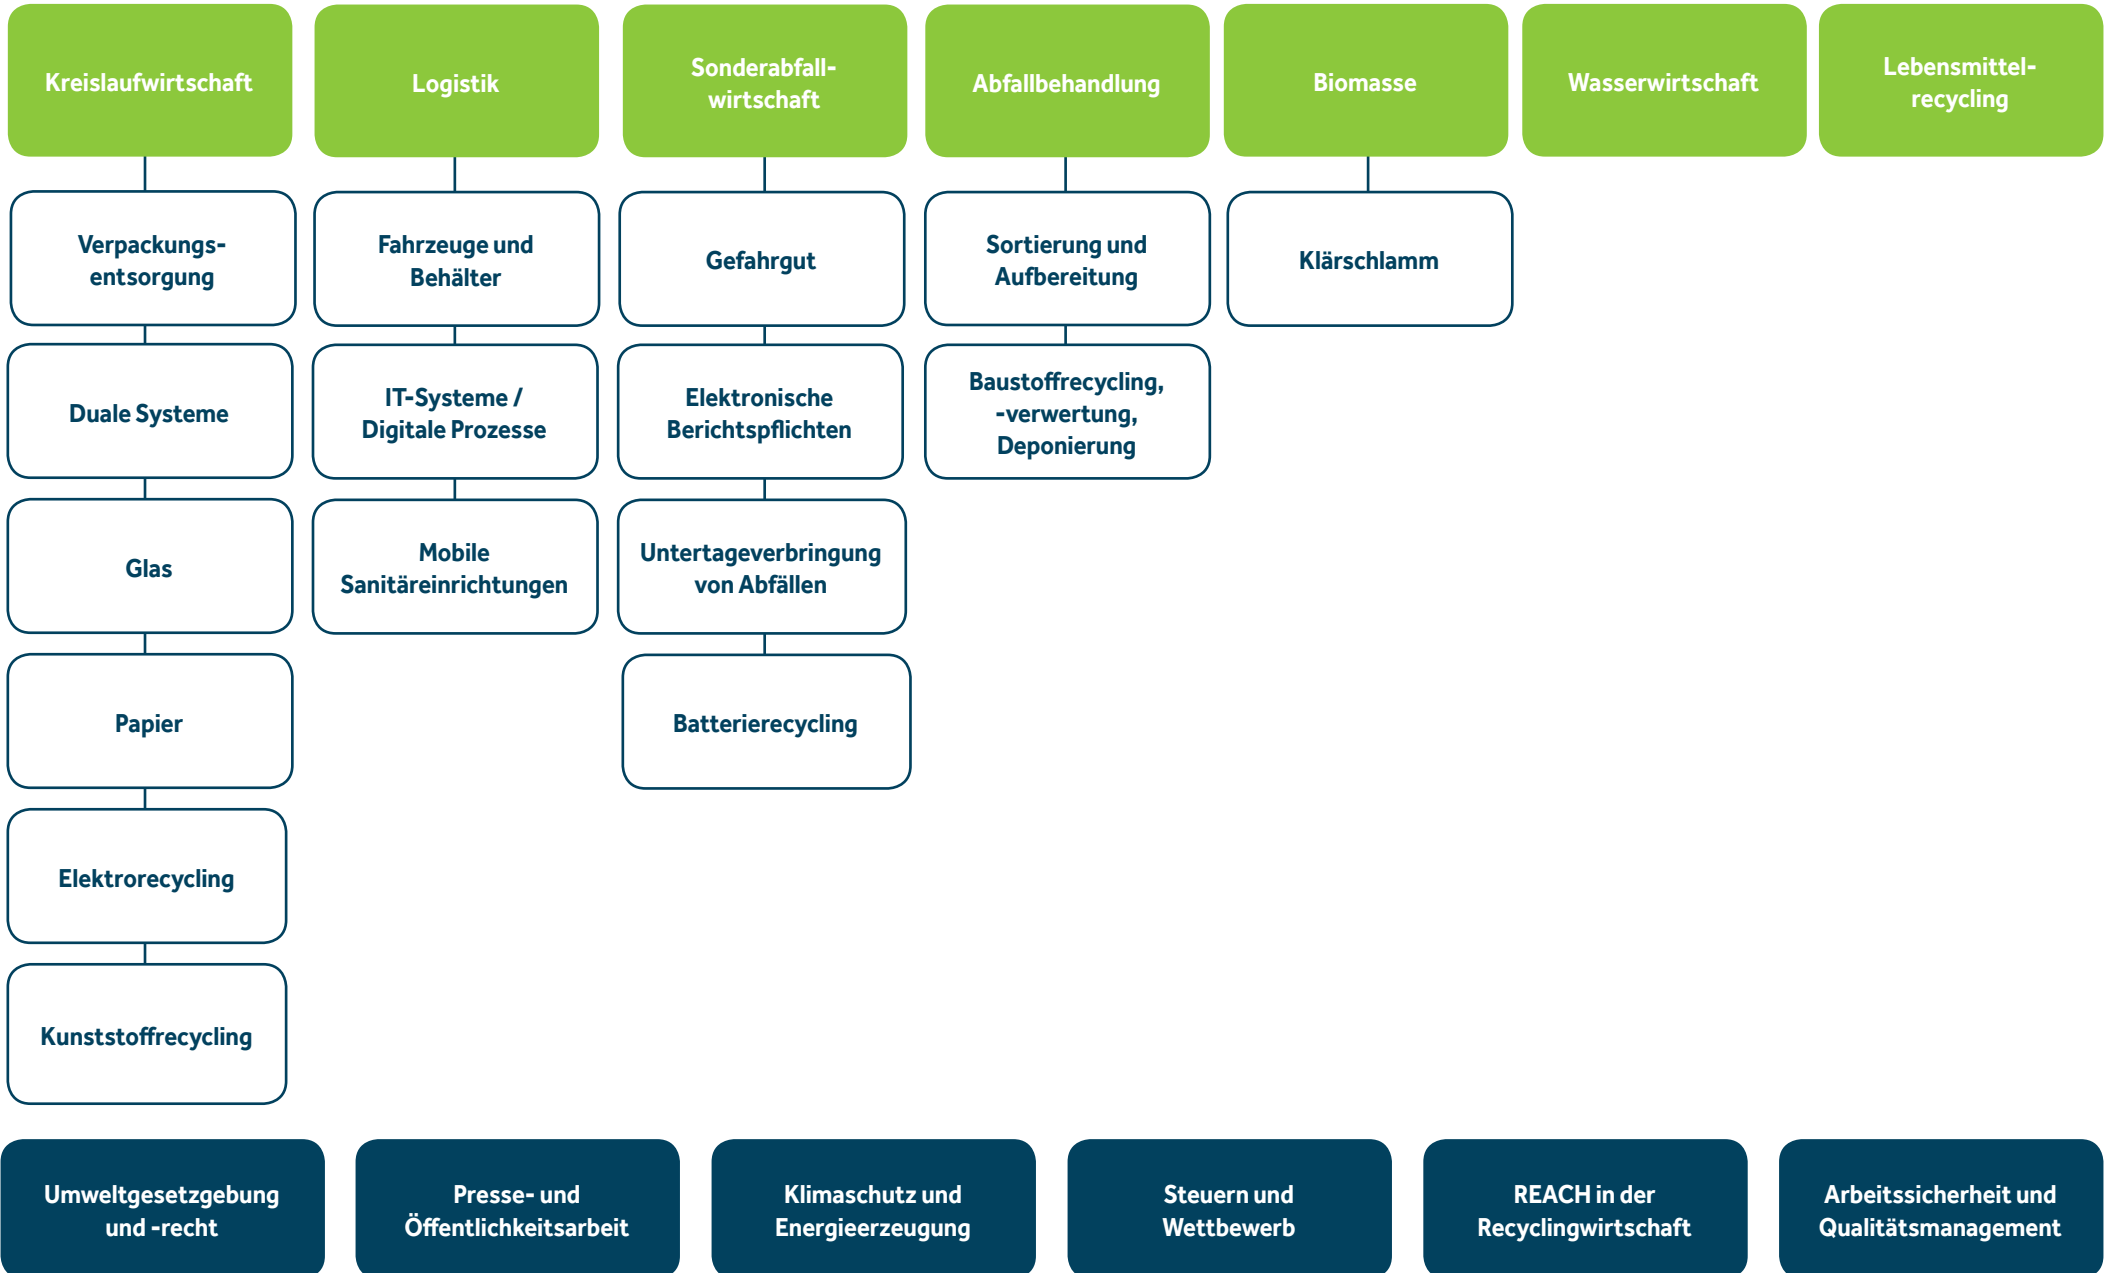 Kreislaufwirtschaft
Logistik
Sonderabfall-
wirtschaft
Abfallbehandlung
Biomasse
Wasserwirtschaft
Lebensmittel-
recycling
Verpackungs-
entsorgung
Fahrzeuge und
Behälter
Gefahrgut
Sortierung und
Aufbereitung
Klärschlamm
Duale Systeme
IT-Systeme /
Digitale Prozesse
Elektronische
Berichtspflichten
Baustoffrecycling,
-verwertung,
Deponierung
Glas
Mobile
Sanitäreinrichtungen
Untertageverbringung
von Abfällen
Papier
Batterierecycling
Elektrorecycling
Kunststoffrecycling
Umweltgesetzgebung
und -recht
Presse- und
Öffentlichkeitsarbeit
Klimaschutz und
Energieerzeugung
Steuern und
Wettbewerb
REACH in der
Recyclingwirtschaft
Arbeitssicherheit und
Qualitätsmanagement